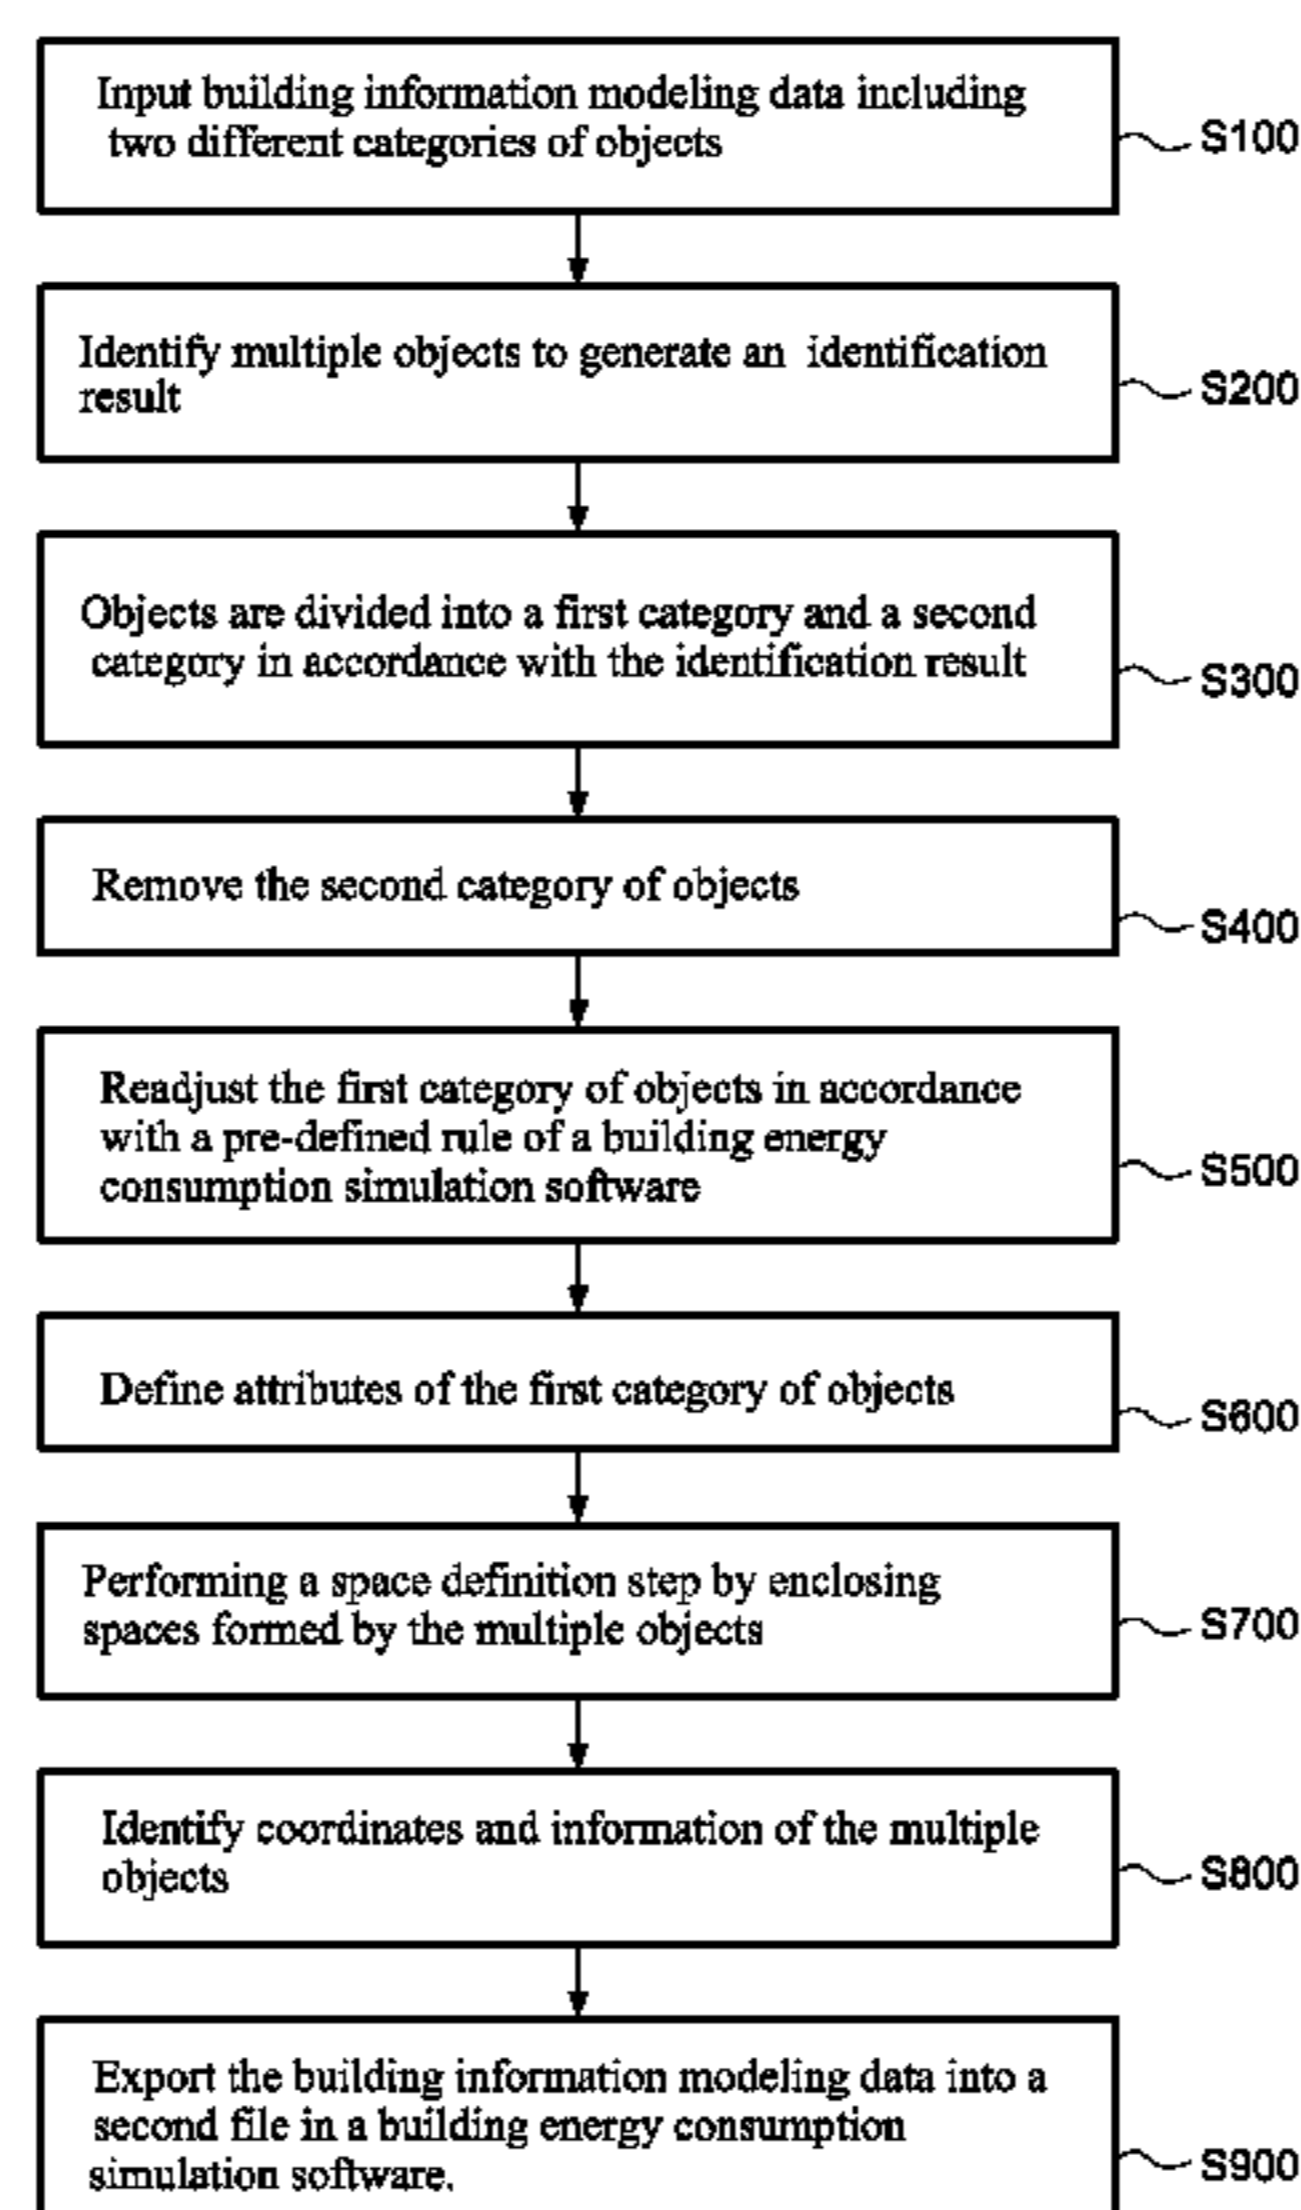 Input building information modeling data including
two different categories of objects
S100
Identify multiple objects to generate an identification
result
S200
Objects are divided into a first category and a second
category in accordance with the identification result
S300
Remove the second category of objects
S400
Readjust the first category of objects in accordance
with a pre-defined rule of a building energy
consumption simulation software
S500
Define attributes of the first category of objects
S600
Performing a space definition step by enclosing
spaces formed by the multiple objects
S700
Identify coordinates and information of the multiple
objects
S800
Export the building information modeling data into a
second file in a building energy consumption
simulation software.
S900